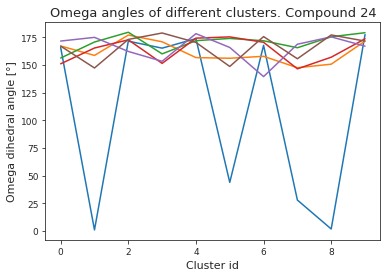 Omega angles of different clusters. Compound 24
Omega dihedral angle [°]
175
150
125
100
75
50
25
0
0 2 4 6 8
Cluster id